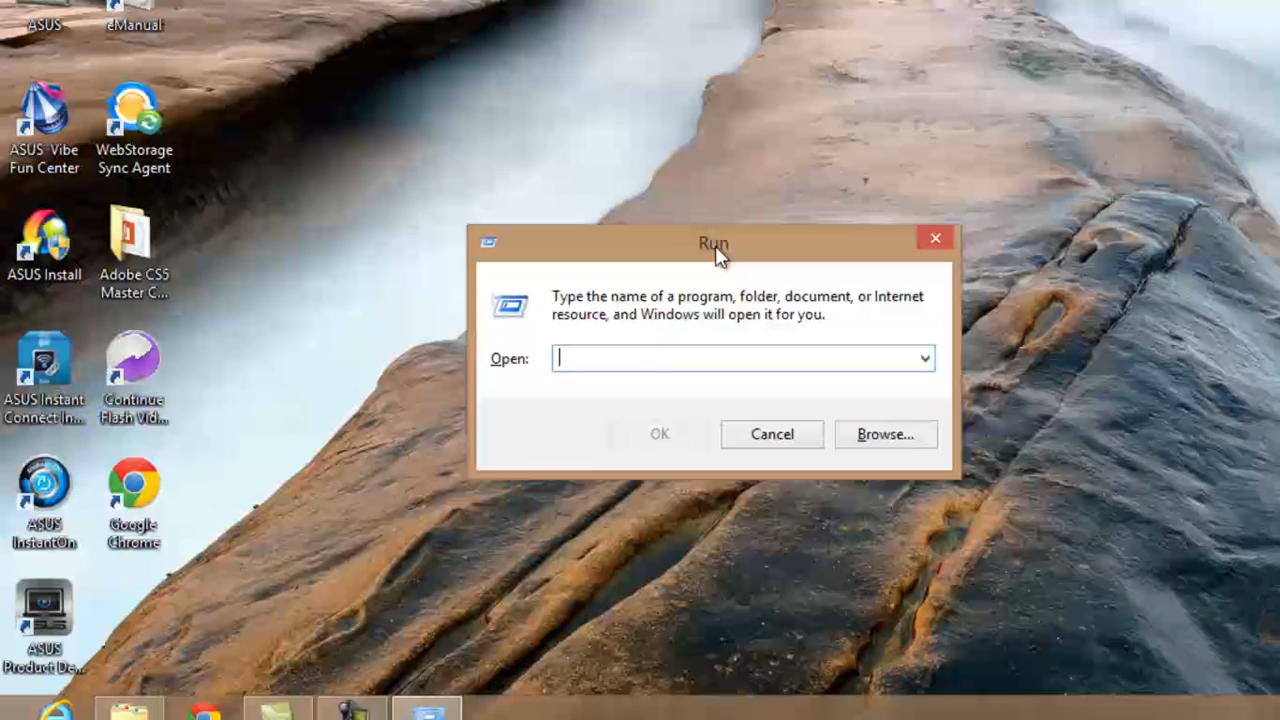 ASUS
eManual
ASUS Vibe
Fun Center
WebStorage
Sync Agent
ASUS Install
Adobe CS5
Master C...
ASUS Instant
Connect In...
Continue
Flash Vid...
ASUS
InstantOn
Google
Chrome
ASUS
Product De...
Run
Type the name of a program, folder, document, or Internet
resource, and Windows will open it for you.
Open:
OK
Cancel
Browse...